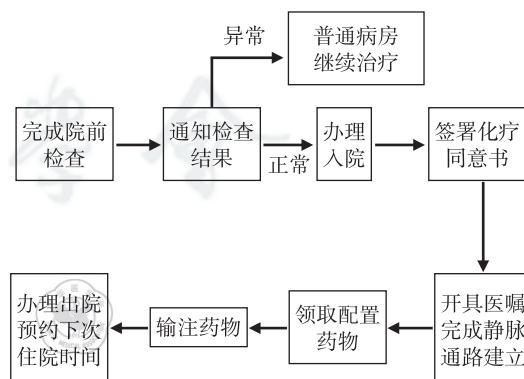 异常
普通病房
继续治疗
完成院前
检查
通知检查
结果
正常
办理
入院
签署化疗
同意书
开具医嘱
完成静脉
通路建立
领取配置
药物
输注药物
办理出院
预约下次
住院时间